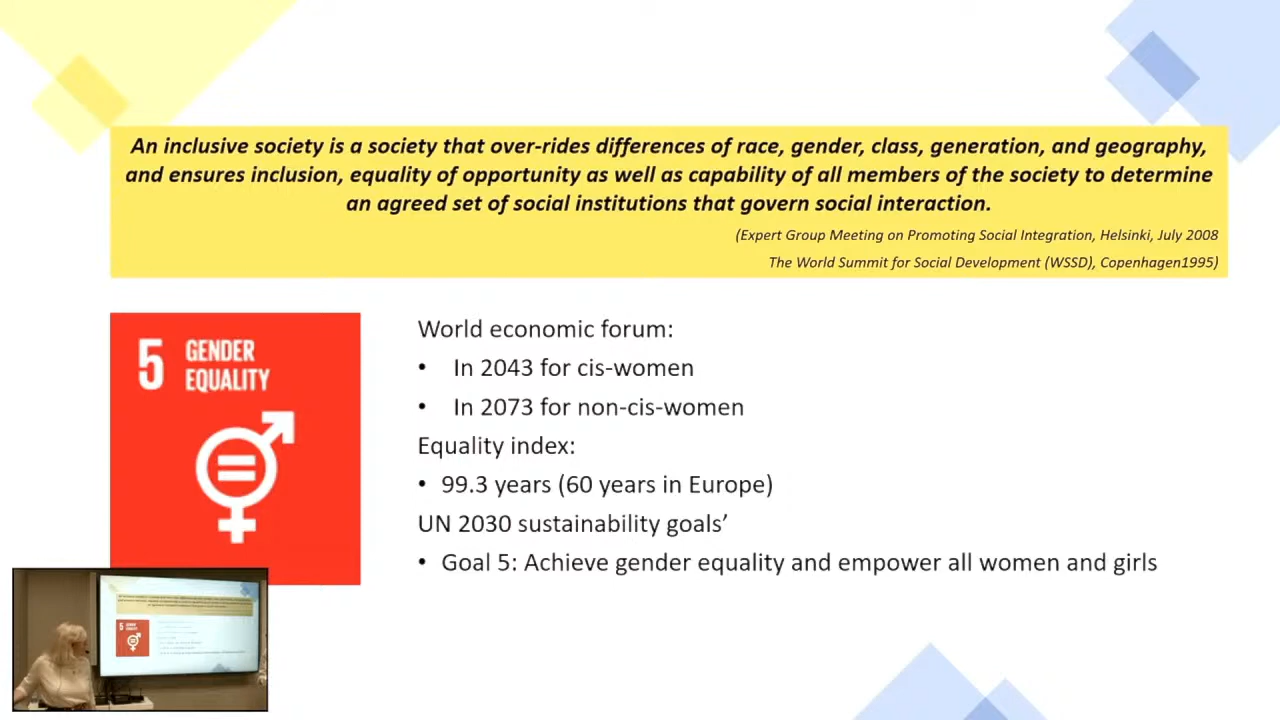 An inclusive society is a society that over-rides differences of race, gender, class, generation, and geography,
and ensures inclusion, equality of opportunity as well as capability of all members of the society to determine
an agreed set of social institutions that govern social interaction.
(Expert Group Meeting on Promoting Social Integration, Helsinki, July 2008
The World Summit for Social Development (WSSD), Copenhagen1995)
5 GENDER
EQUALITY
World economic forum:
• In 2043 for cis-women
• In 2073 for non-cis-women
Equality index:
• 99.3 years (60 years in Europe)
UN 2030 sustainability goals’
• Goal 5: Achieve gender equality and empower all women and girls